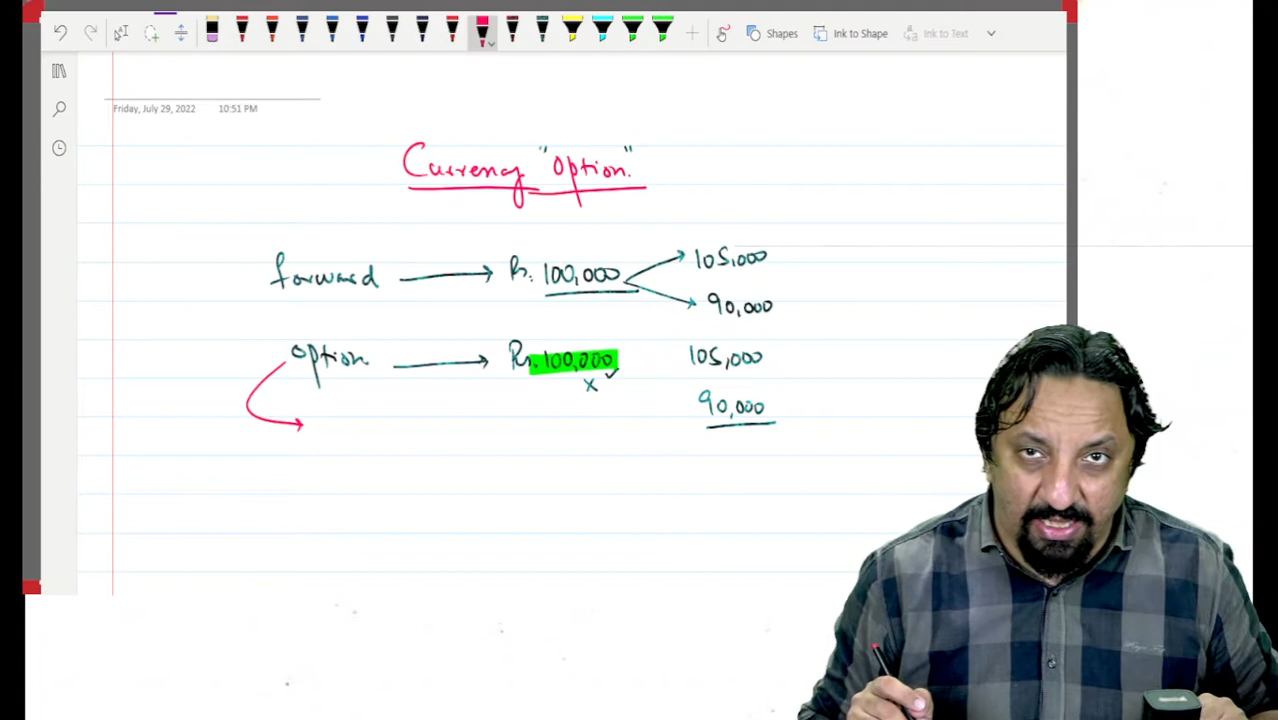 Shapes Ink to Shape Ink to Text
Friday, July 29, 2022 10:51 PM
Currency "Option."
forward → Rs. 100,000 105,000
90,000
option → Rs. 100,000 105,000
x ✓
90,000